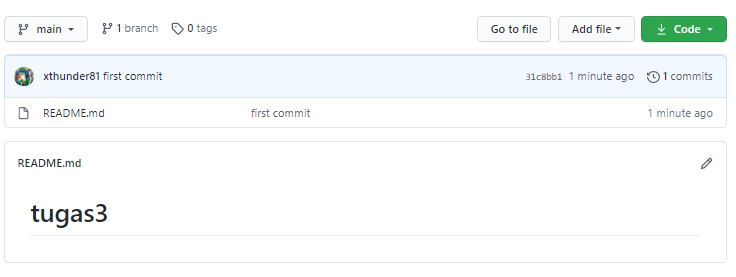 main 1 branch 0 tags Go to file Add file Code
xthunder81 first commit 31c8bb1 1 minute ago 1 commits
README.md first commit 1 minute ago
README.md
tugas3